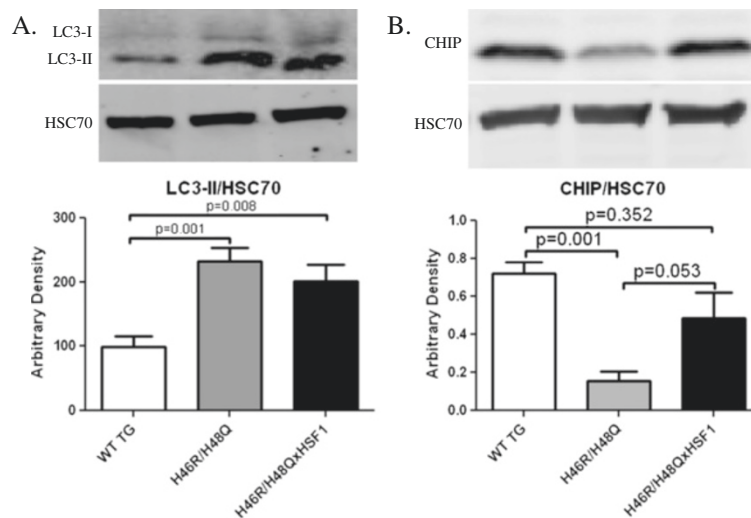 A.
LC3-I
LC3-II
HSC70
LC3-II/HSC70
p=0.008
p=0.001
300
200
100
0
Arbitrary Density
WT TG
H46R/H48Q
H46R/H48QxHSF1
B.
CHIP
HSC70
CHIP/HSC70
p=0.352
p=0.001
p=0.053
1.0
0.8
0.6
0.4
0.2
0.0
Arbitrary Density
WT TG
H46R/H48Q
H46R/H48QxHSF1